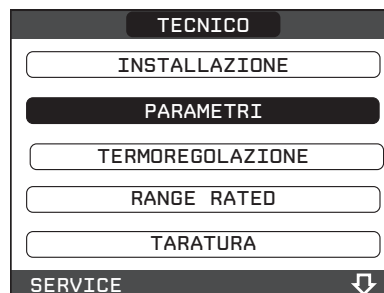 TECNICO
INSTALLAZIONE
PARAMETRI
TERMOREGOLAZIONE
RANGE RATED
TARATURA
SERVICE